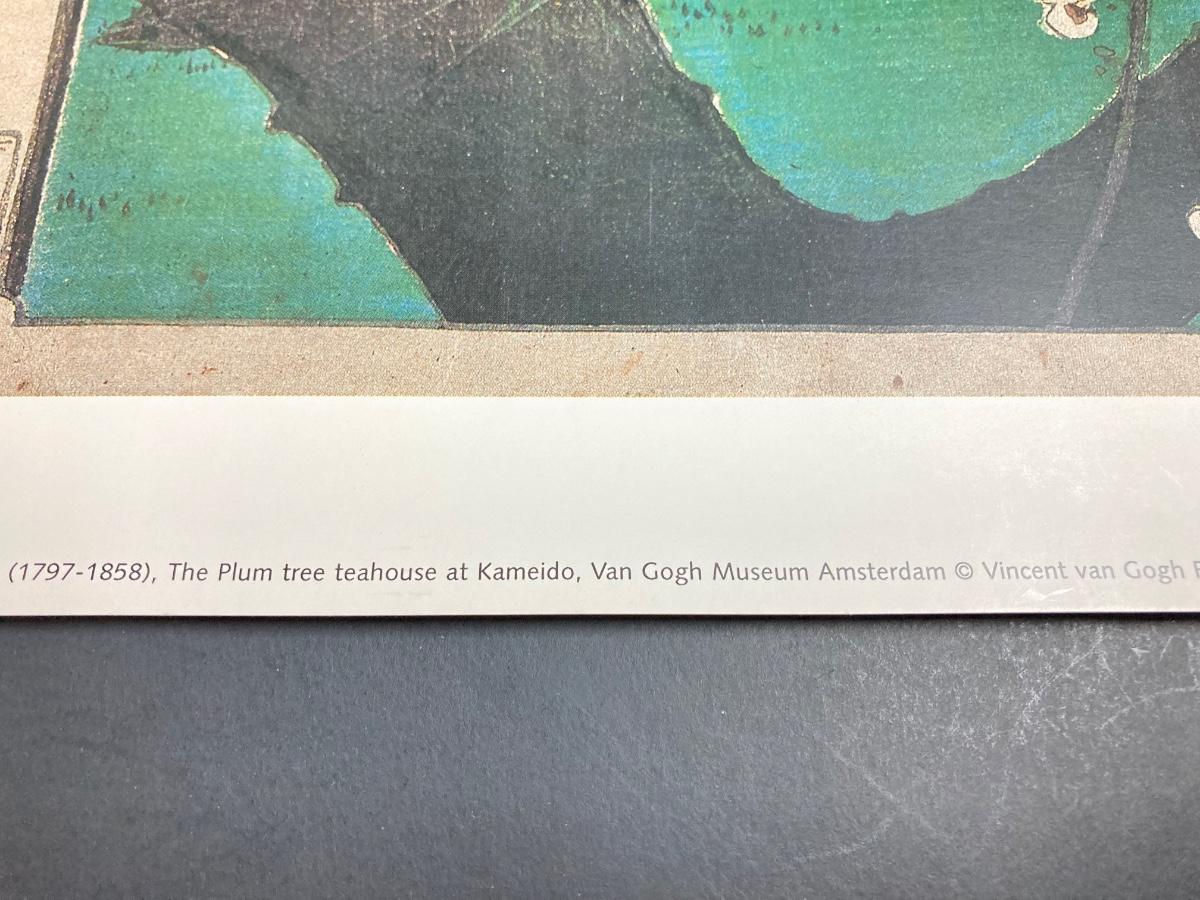 (1797-1858), The Plum tree teahouse at Kameido, Van Gogh Museum Amsterdam © Vincent van Gogh